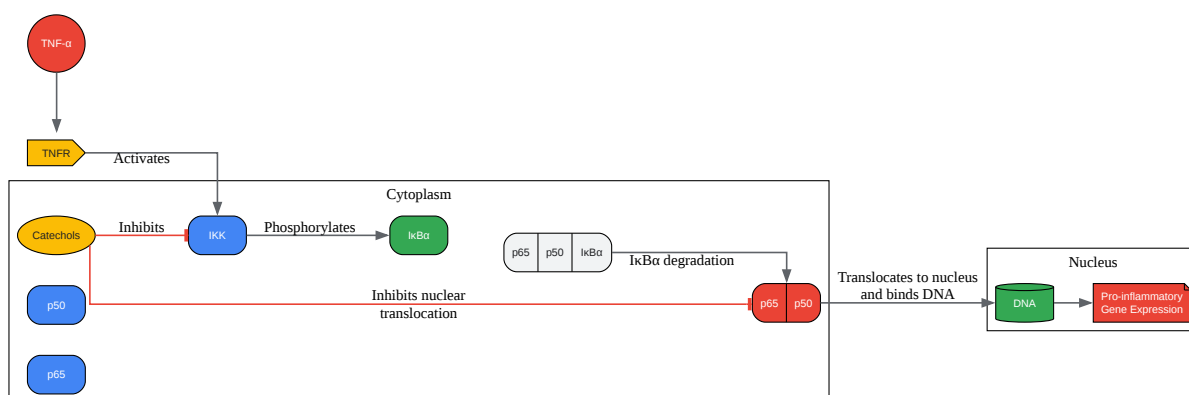 TNF-α
TNFR
Activates
Cytoplasm
Catechols
Inhibits
IKK
Phosphorylates
IκBα
p65 p50 IκBα
IκBα degradation
p50
Inhibits nuclear
translocation
p65 p50
Translocates to nucleus
and binds DNA
Nucleus
DNA
Pro-inflammatory
Gene Expression
p65